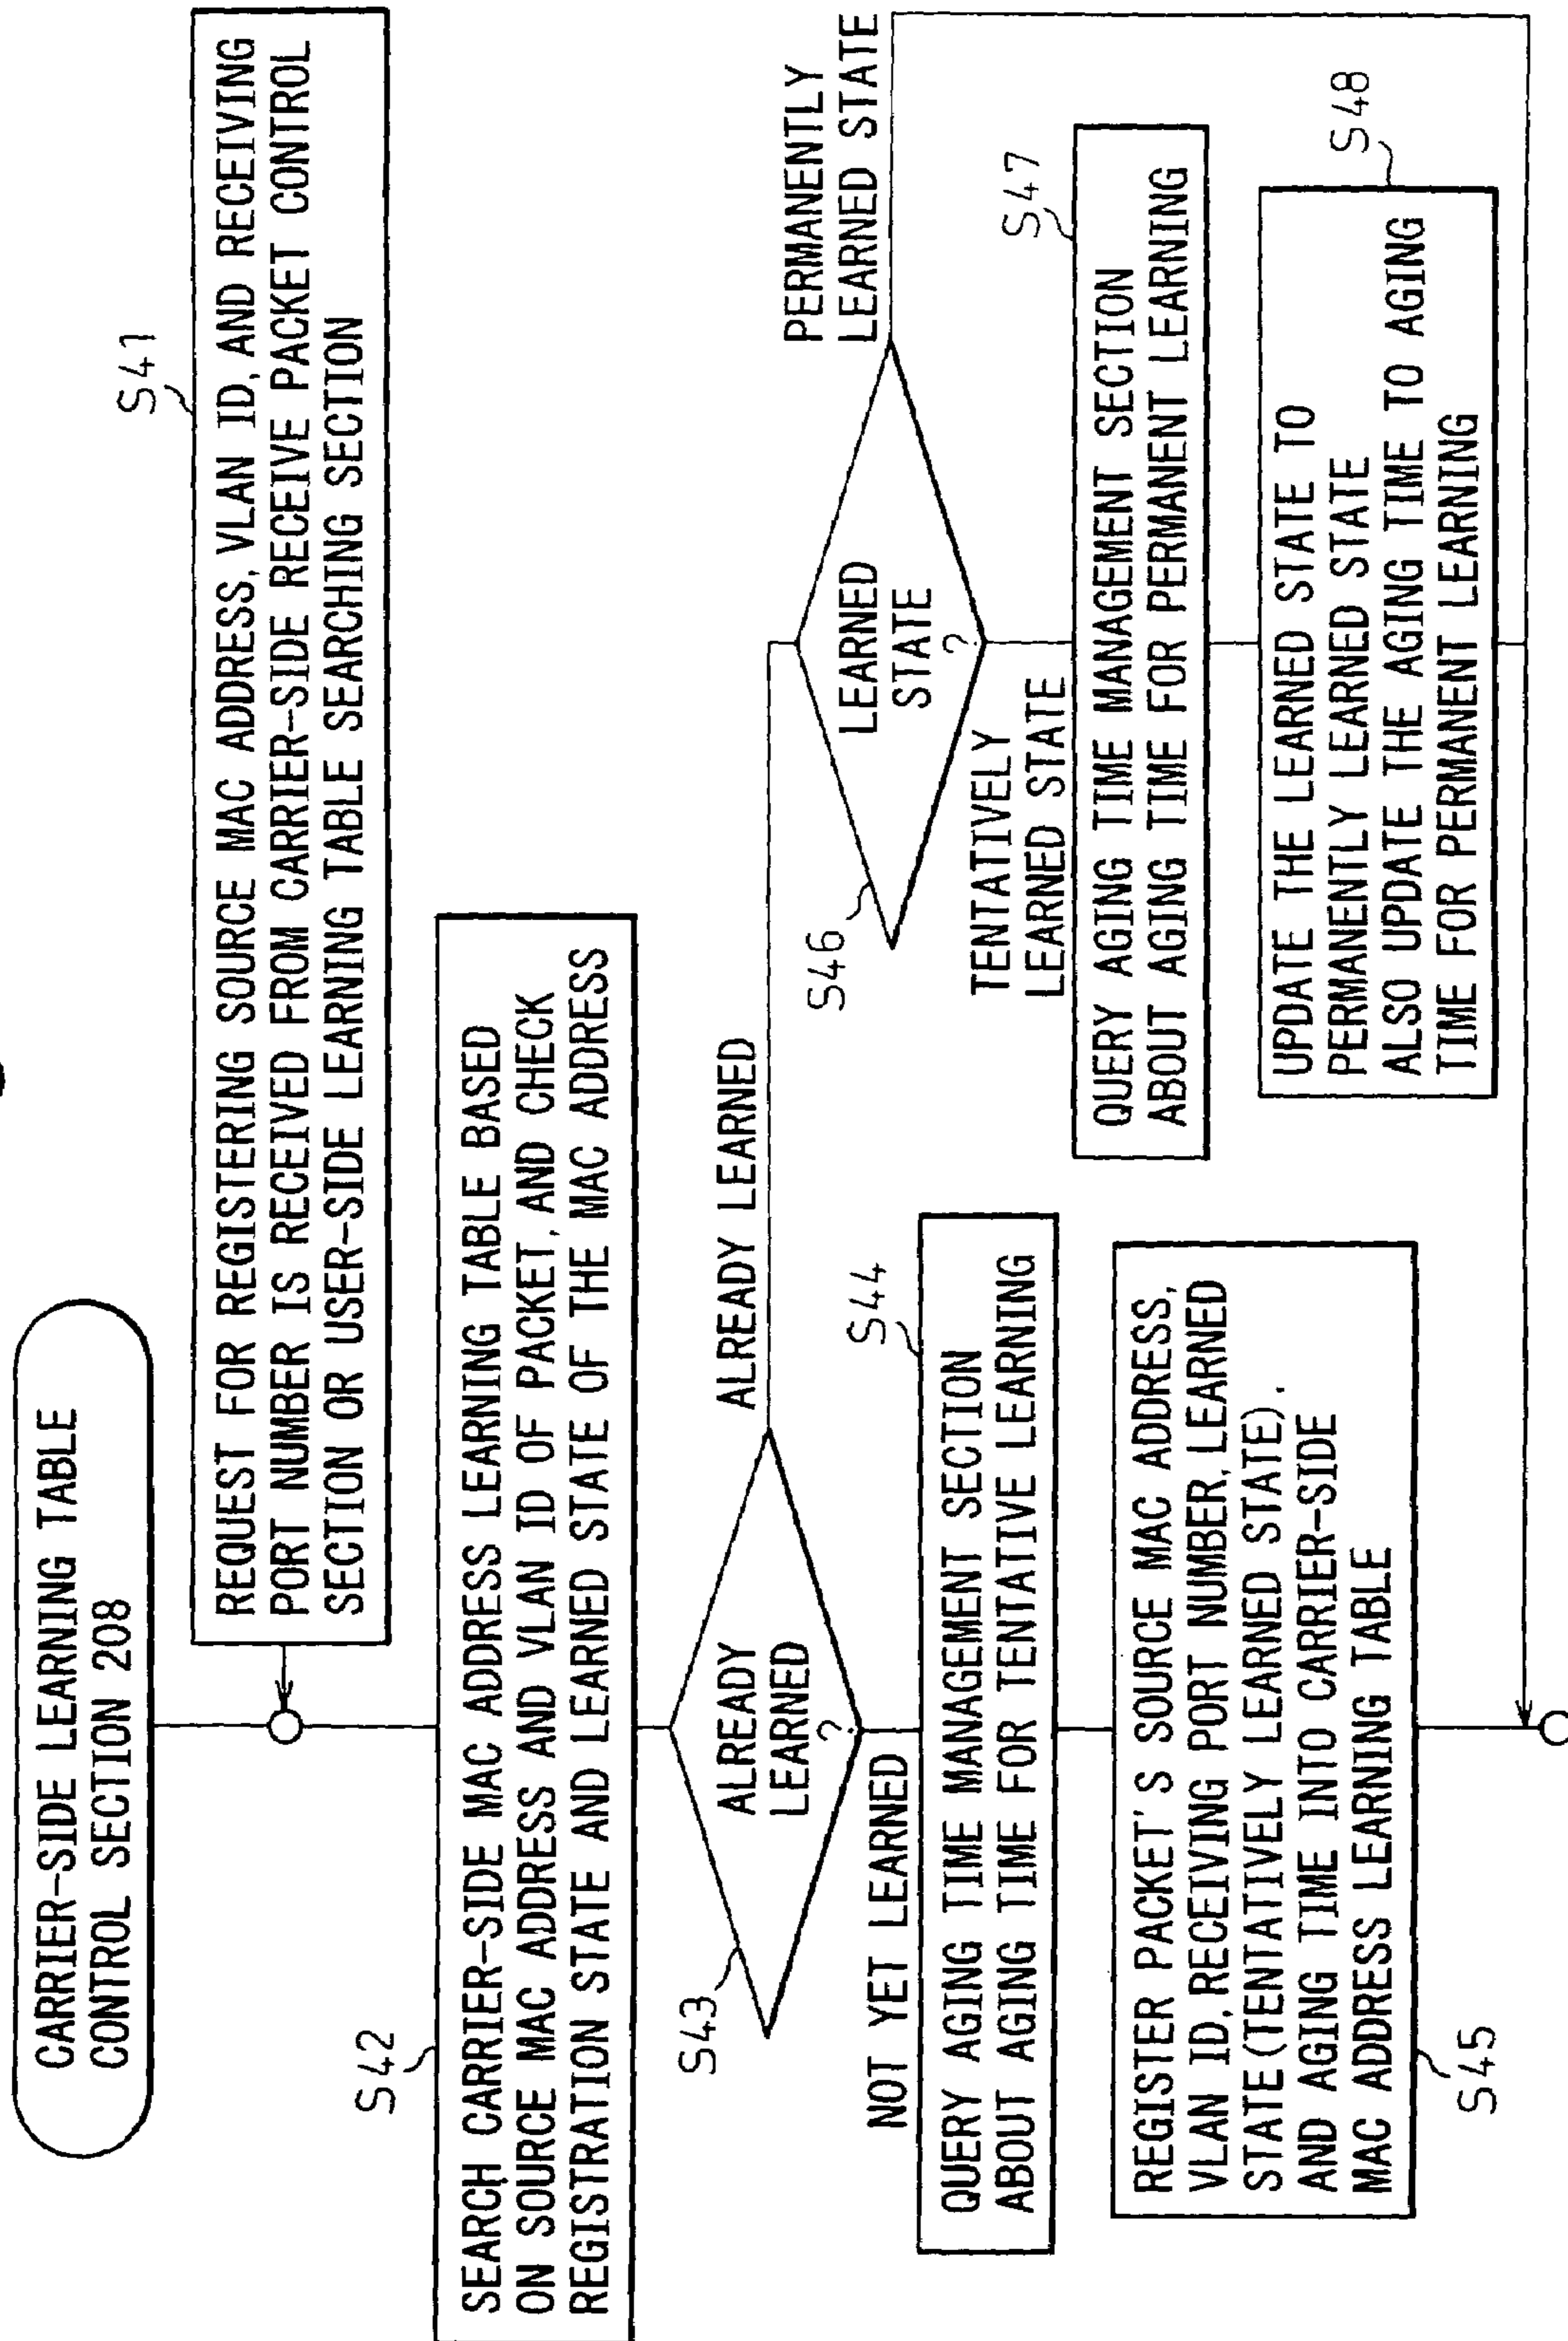 CARRIER-SIDE LEARNING TABLE
CONTROL SECTION 208
S41
REQUEST FOR REGISTERING SOURCE MAC ADDRESS, VLAN ID, AND RECEIVING
PORT NUMBER IS RECEIVED FROM CARRIER-SIDE RECEIVE PACKET CONTROL
SECTION OR USER-SIDE LEARNING TABLE SEARCHING SECTION
S42
SEARCH CARRIER-SIDE MAC ADDRESS LEARNING TABLE BASED
ON SOURCE MAC ADDRESS AND VLAN ID OF PACKET, AND CHECK
REGISTRATION STATE AND LEARNED STATE OF THE MAC ADDRESS
S43
ALREADY
LEARNED
?
ALREADY LEARNED
NOT YET LEARNED
S44
QUERY AGING TIME MANAGEMENT SECTION
ABOUT AGING TIME FOR TENTATIVE LEARNING
REGISTER PACKET'S SOURCE MAC ADDRESS,
VLAN ID, RECEIVING PORT NUMBER, LEARNED
STATE (TENTATIVELY LEARNED STATE),
AND AGING TIME INTO CARRIER-SIDE
MAC ADDRESS LEARNING TABLE
S45
S46
LEARNED
STATE
?
PERMANENTLY
LEARNED STATE
TENTATIVELY
LEARNED STATE
S47
QUERY AGING TIME MANAGEMENT SECTION
ABOUT AGING TIME FOR PERMANENT LEARNING
S48
UPDATE THE LEARNED STATE TO
PERMANENTLY LEARNED STATE
ALSO UPDATE THE AGING TIME TO AGING
TIME FOR PERMANENT LEARNING